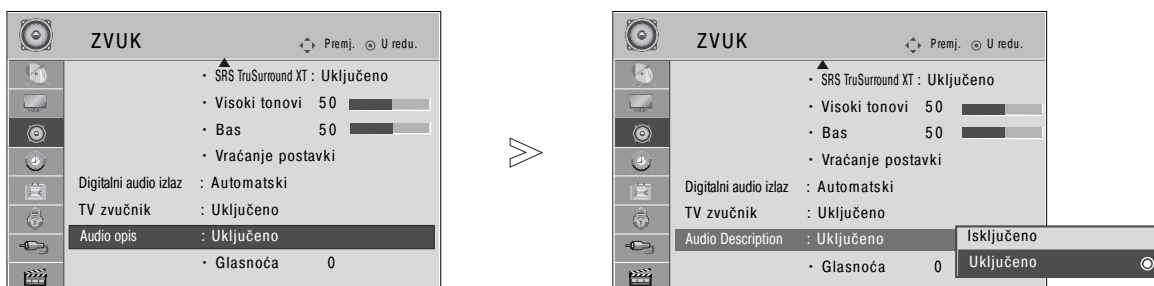 ZVUK
Premj. U redu.
• SRS TruSurround XT : Uključeno
• Visoki tonovi 50
• Bas 50
• Vraćanje postavki
Digitalni audio izlaz : Automatski
TV zvučnik : Uključeno
Audio opis : Uključeno
• Glasnoća 0
ZVUK
Premj. U redu.
• SRS TruSurround XT : Uključeno
• Visoki tonovi 50
• Bas 50
• Vraćanje postavki
Digitalni audio izlaz : Automatski
TV zvučnik : Uključeno
Audio Description : Uključeno
• Glasnoća 0
Isključeno
Uključeno